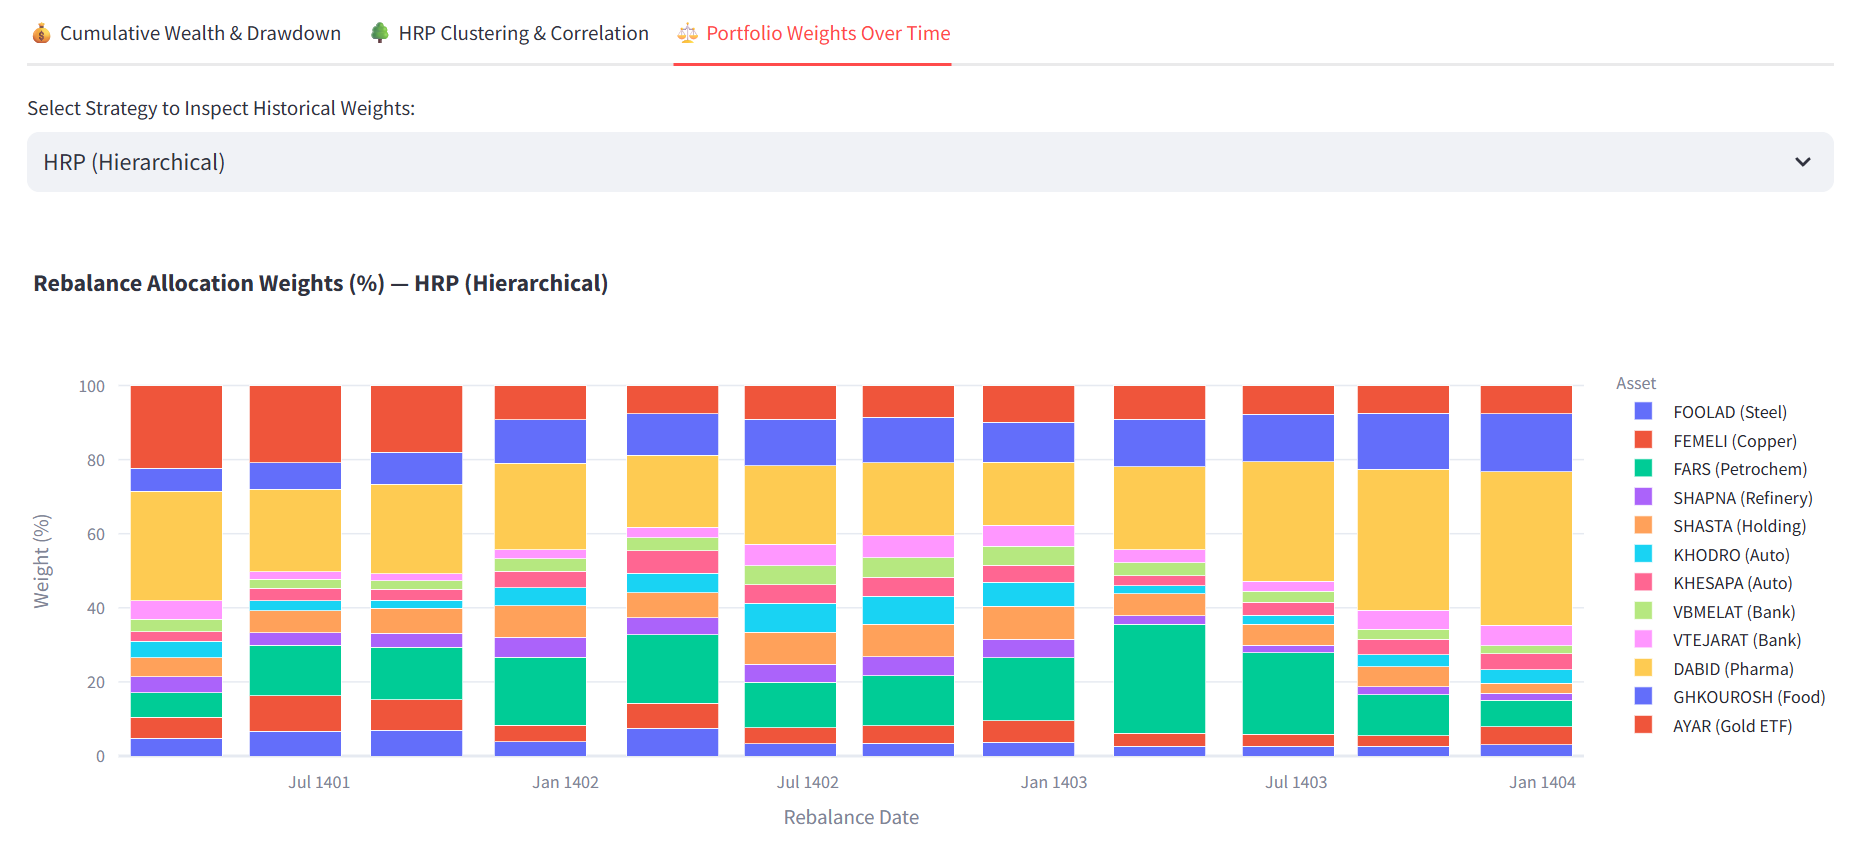 💰 Cumulative Wealth & Drawdown 🌳 HRP Clustering & Correlation ⚖️ Portfolio Weights Over Time
Select Strategy to Inspect Historical Weights:
HRP (Hierarchical)
Rebalance Allocation Weights (%) — HRP (Hierarchical)
Weight (%)
100
80
60
40
20
0
Jul 1401 Jan 1402 Jul 1402 Jan 1403 Jul 1403 Jan 1404
Rebalance Date
Asset
FOOLAD (Steel)
FEMELI (Copper)
FARS (Petrochem)
SHAPNA (Refinery)
SHASTA (Holding)
KHODRO (Auto)
KHESAPA (Auto)
VBMELAT (Bank)
VTEJARAT (Bank)
DABID (Pharma)
GHKOUROSH (Food)
AYAR (Gold ETF)